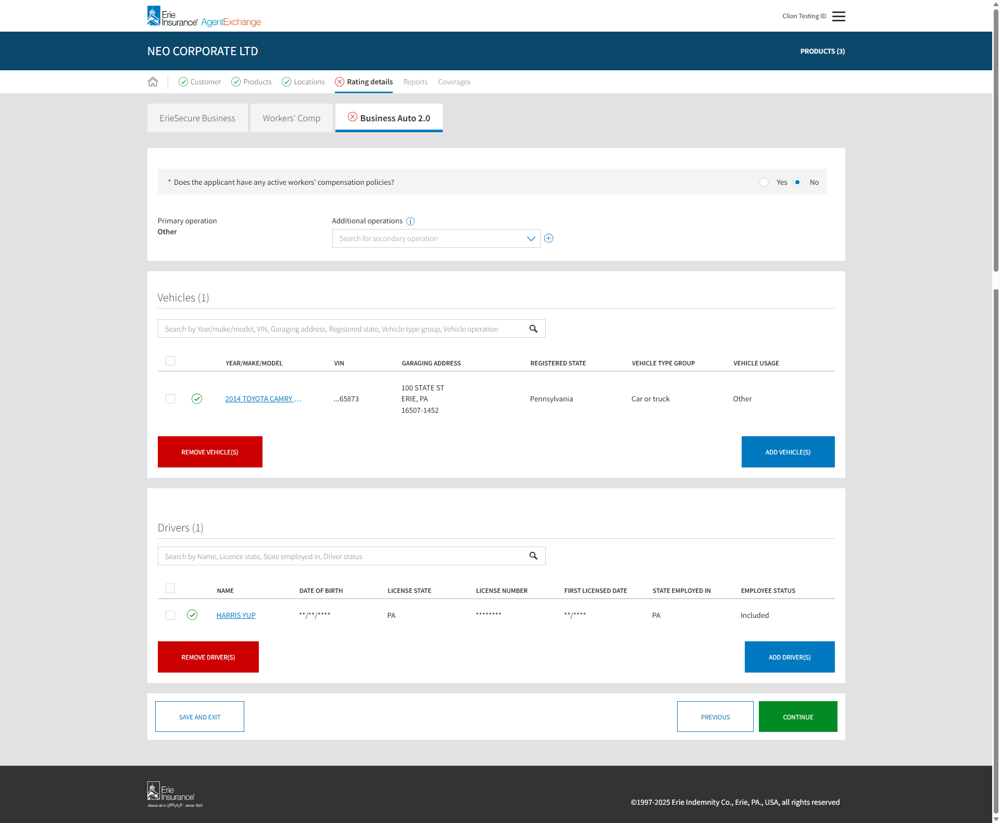 Erie
Insurance® AgentExchange
Clion Testing ID
NEO CORPORATE LTD
PRODUCTS (3)
Customer
Products
Locations
Rating details
Reports
Coverages
ErieSecure Business
Workers' Comp
Business Auto 2.0
* Does the applicant have any active workers’ compensation policies?
Yes
No
Primary operation
Other
Additional operations
Search for secondary operation
Vehicles (1)
Search by Year/make/model, VIN, Garaging address, Registered state, Vehicle type group, Vehicle operation
YEAR/MAKE/MODEL VIN GARAGING ADDRESS REGISTERED STATE VEHICLE TYPE GROUP VEHICLE USAGE
2014 TOYOTA CAMRY ... ...65873
100 STATE ST
ERIE, PA
16507-1452
Pennsylvania Car or truck Other
REMOVE VEHICLE(S)
ADD VEHICLE(S)
Drivers (1)
Search by Name, Licence state, State employed in, Driver status
NAME DATE OF BIRTH LICENSE STATE LICENSE NUMBER FIRST LICENSED DATE STATE EMPLOYED IN EMPLOYEE STATUS
HARRIS YUP **/**/**** PA ******** **/**** PA Included
REMOVE DRIVER(S)
ADD DRIVER(S)
SAVE AND EXIT
PREVIOUS
CONTINUE
Erie
Insurance®
Above all in SERVICE® - since 1925
©1997-2025 Erie Indemnity Co., Erie, PA., USA, all rights reserved